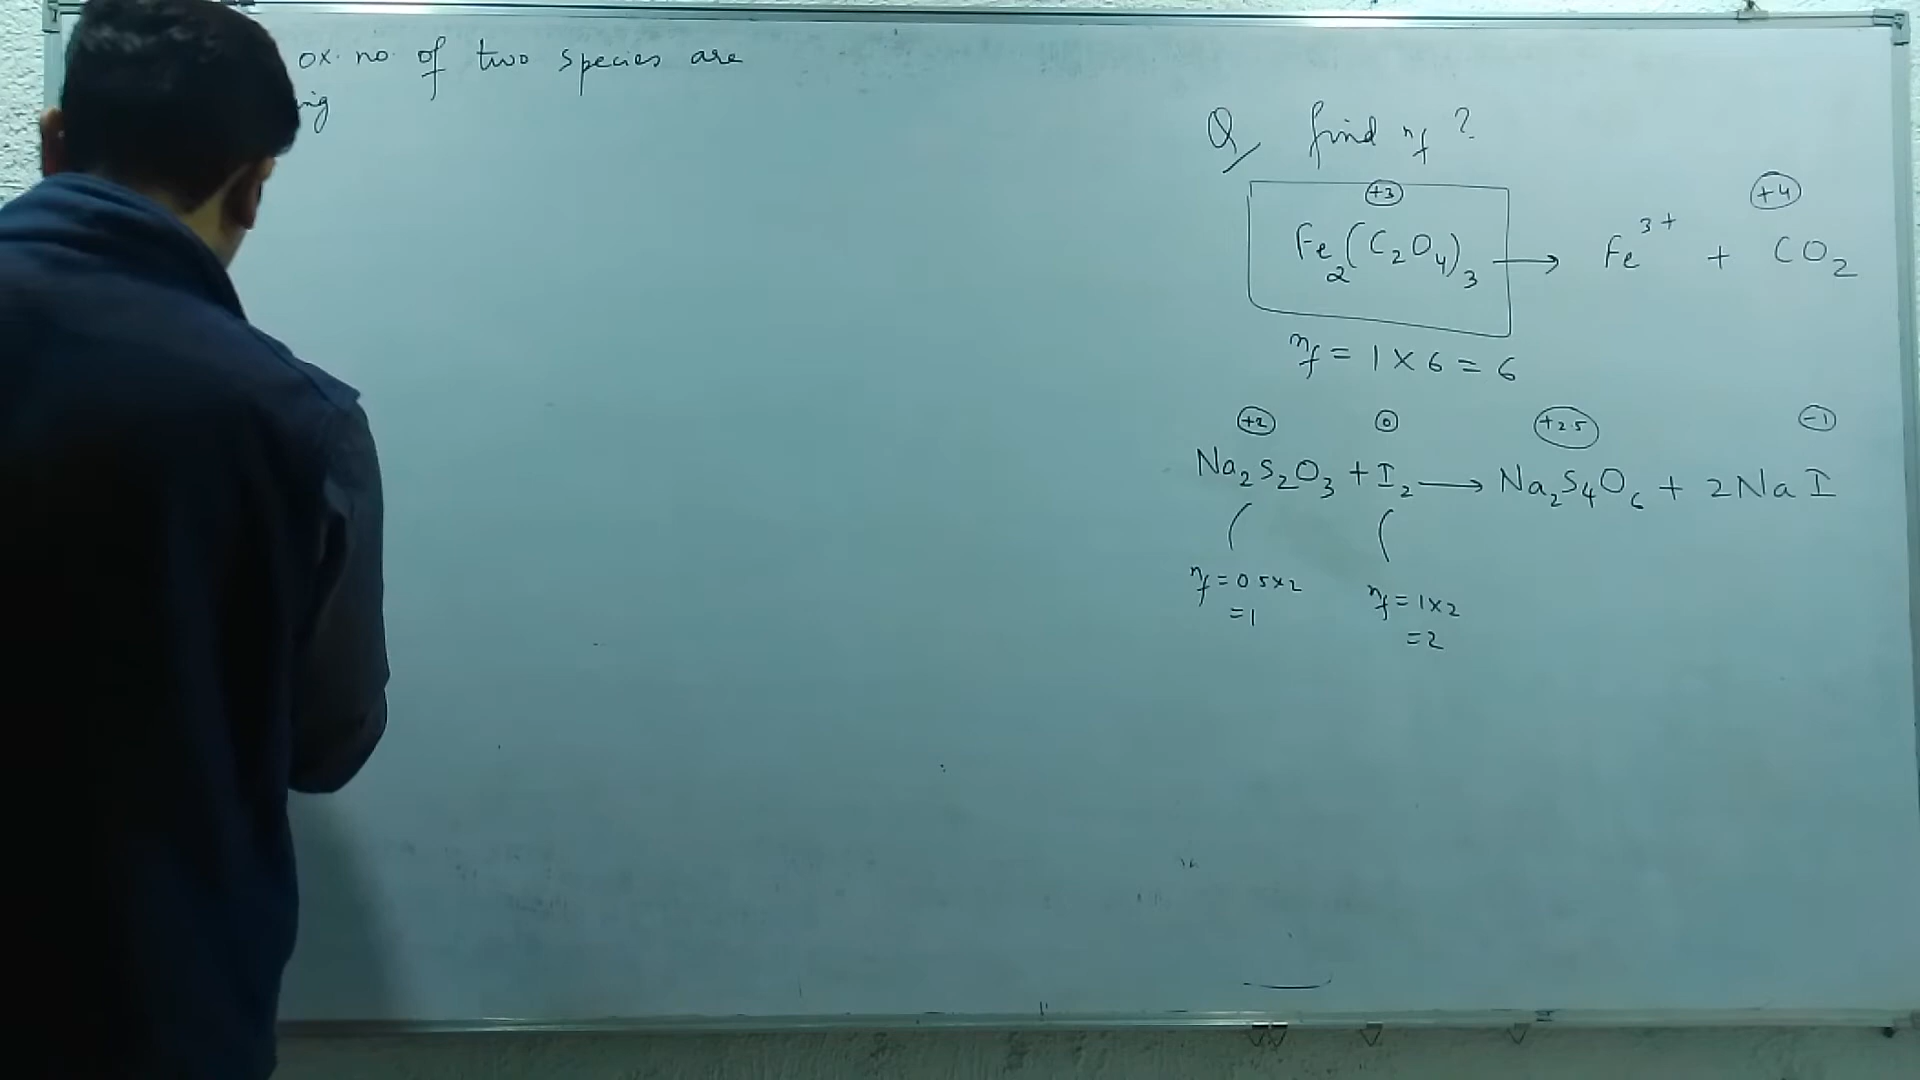 ox. no. of two species are
ing
Q/ find nf ?
+3 +4
Fe2(C2O4)3 → Fe3+ + CO2
nf = 1 × 6 = 6
+2 0 +2.5 -1
Na2S2O3 + I2 → Na2S4O6 + 2NaI
nf = 0.5×2 nf = 1×2
=1 =2